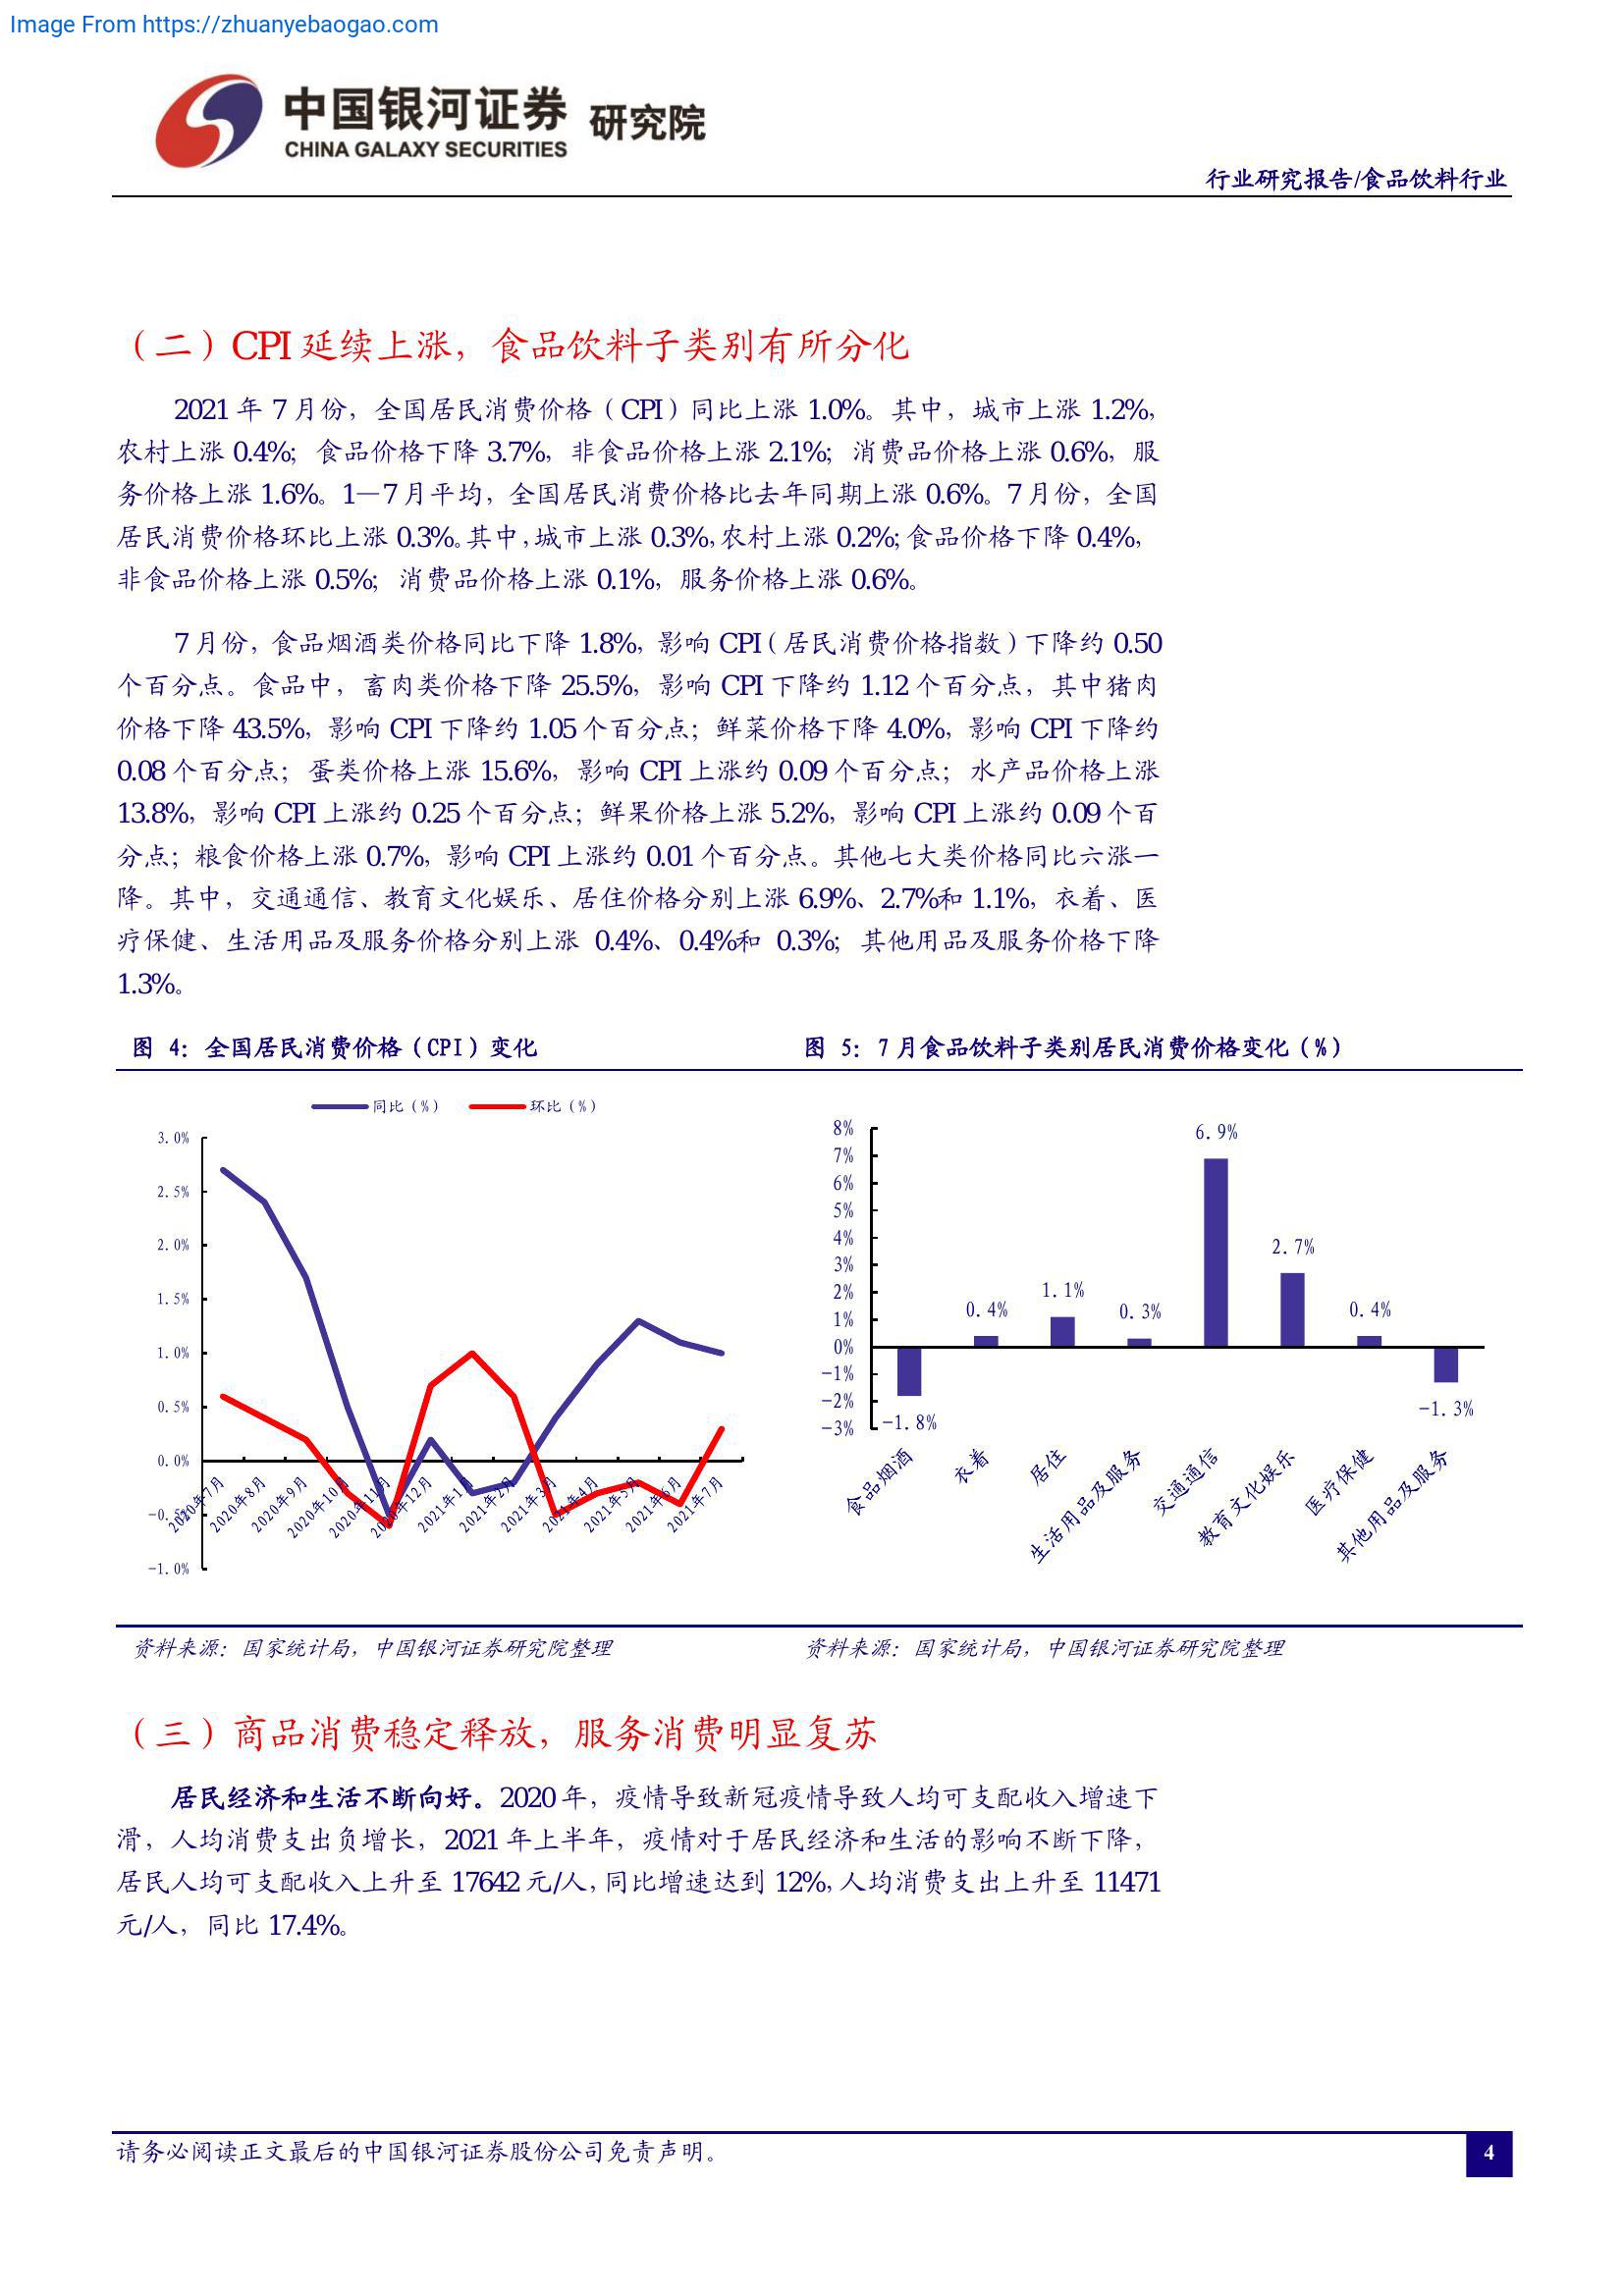 Image From https://zhuanyebaogao.com
中国银河证券 研究院
CHINA GALAXY SECURITIES
行业研究报告/食品饮料行业
（二）CPI 延续上涨，食品饮料子类别有所分化
2021 年 7 月份，全国居民消费价格（CPI）同比上涨 1.0%。其中，城市上涨 1.2%，
农村上涨 0.4%；食品价格下降 3.7%，非食品价格上涨 2.1%；消费品价格上涨 0.6%，服
务价格上涨 1.6%。1—7 月平均，全国居民消费价格比去年同期上涨 0.6%。7 月份，全国
居民消费价格环比上涨 0.3%。其中，城市上涨 0.3%，农村上涨 0.2%；食品价格下降 0.4%，
非食品价格上涨 0.5%；消费品价格上涨 0.1%，服务价格上涨 0.6%。
7 月份，食品烟酒类价格同比下降 1.8%，影响 CPI（居民消费价格指数）下降约 0.50
个百分点。食品中，畜肉类价格下降 25.5%，影响 CPI 下降约 1.12 个百分点，其中猪肉
价格下降 43.5%，影响 CPI 下降约 1.05 个百分点；鲜菜价格下降 4.0%，影响 CPI 下降约
0.08 个百分点；蛋类价格上涨 15.6%，影响 CPI 上涨约 0.09 个百分点；水产品价格上涨
13.8%，影响 CPI 上涨约 0.25 个百分点；鲜果价格上涨 5.2%，影响 CPI 上涨约 0.09 个百
分点；粮食价格上涨 0.7%，影响 CPI 上涨约 0.01 个百分点。其他七大类价格同比六涨一
降。其中，交通通信、教育文化娱乐、居住价格分别上涨 6.9%、2.7%和 1.1%，衣着、医
疗保健、生活用品及服务价格分别上涨 0.4%、0.4%和 0.3%；其他用品及服务价格下降
1.3%。
图 4：全国居民消费价格（CPI）变化
同比（%） 环比（%）
3.0%
2.5%
2.0%
1.5%
1.0%
0.5%
0.0%
-0.5%
-1.0%
2020年7月
2020年8月
2020年9月
2020年10月
2020年11月
2020年12月
2021年1月
2021年2月
2021年3月
2021年4月
2021年5月
2021年6月
2021年7月
资料来源：国家统计局，中国银河证券研究院整理
图 5：7 月食品饮料子类别居民消费价格变化（%）
8%
7%
6%
5%
4%
3%
2%
1%
0%
-1%
-2%
-3%
-1.8%
0.4%
1.1%
0.3%
6.9%
2.7%
0.4%
-1.3%
食品烟酒
衣着
居住
生活用品及服务
交通通信
教育文化娱乐
医疗保健
其他用品及服务
资料来源：国家统计局，中国银河证券研究院整理
（三）商品消费稳定释放，服务消费明显复苏
居民经济和生活不断向好。2020 年，疫情导致新冠疫情导致人均可支配收入增速下
滑，人均消费支出负增长，2021 年上半年，疫情对于居民经济和生活的影响不断下降，
居民人均可支配收入上升至 17642 元/人，同比增速达到 12%，人均消费支出上升至 11471
元/人，同比 17.4%。
请务必阅读正文最后的中国银河证券股份公司免责声明。
4